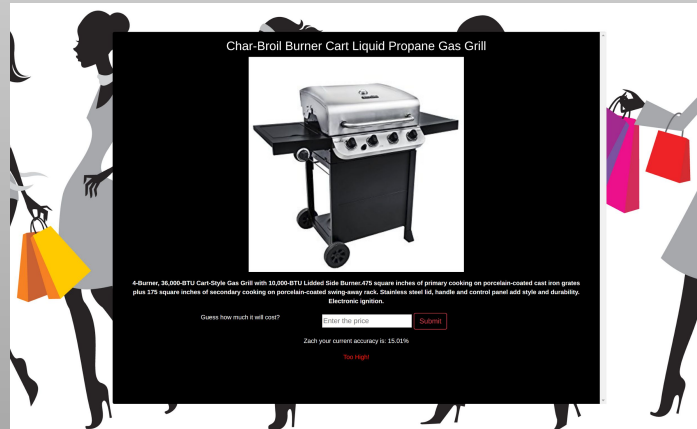 Char-Broil Burner Cart Liquid Propane Gas Grill
4-Burner, 36,000-BTU Cart-Style Gas Grill with 10,000-BTU Lidded Side Burner.475 square inches of primary cooking on porcelain-coated cast iron grates
plus 175 square inches of secondary cooking on porcelain-coated swing-away rack. Stainless steel lid, handle and control panel add style and durability.
Electronic ignition.
Guess how much it will cost? Enter the price Submit
Zach your current accuracy is: 15.01%
Too High!